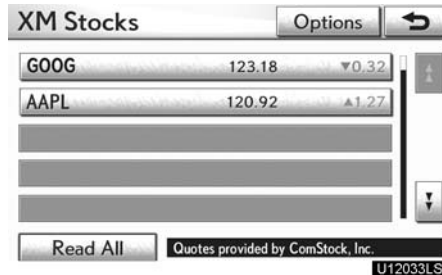 XM Stocks Options
GOOG 123.18 ▼0.32
AAPL 120.92 ▲1.27
Read All Quotes provided by ComStock, Inc.
U12033LS